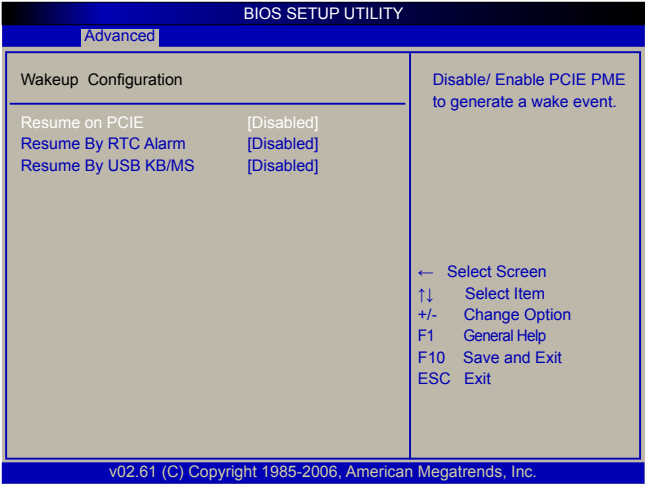 BIOS SETUP UTILITY
Advanced
Wakeup Configuration
Resume on PCIE [Disabled]
Resume By RTC Alarm [Disabled]
Resume By USB KB/MS [Disabled]
Disable/ Enable PCIE PME
to generate a wake event.
← Select Screen
↑↓ Select Item
+/- Change Option
F1 General Help
F10 Save and Exit
ESC Exit
v02.61 (C) Copyright 1985-2006, American Megatrends, Inc.